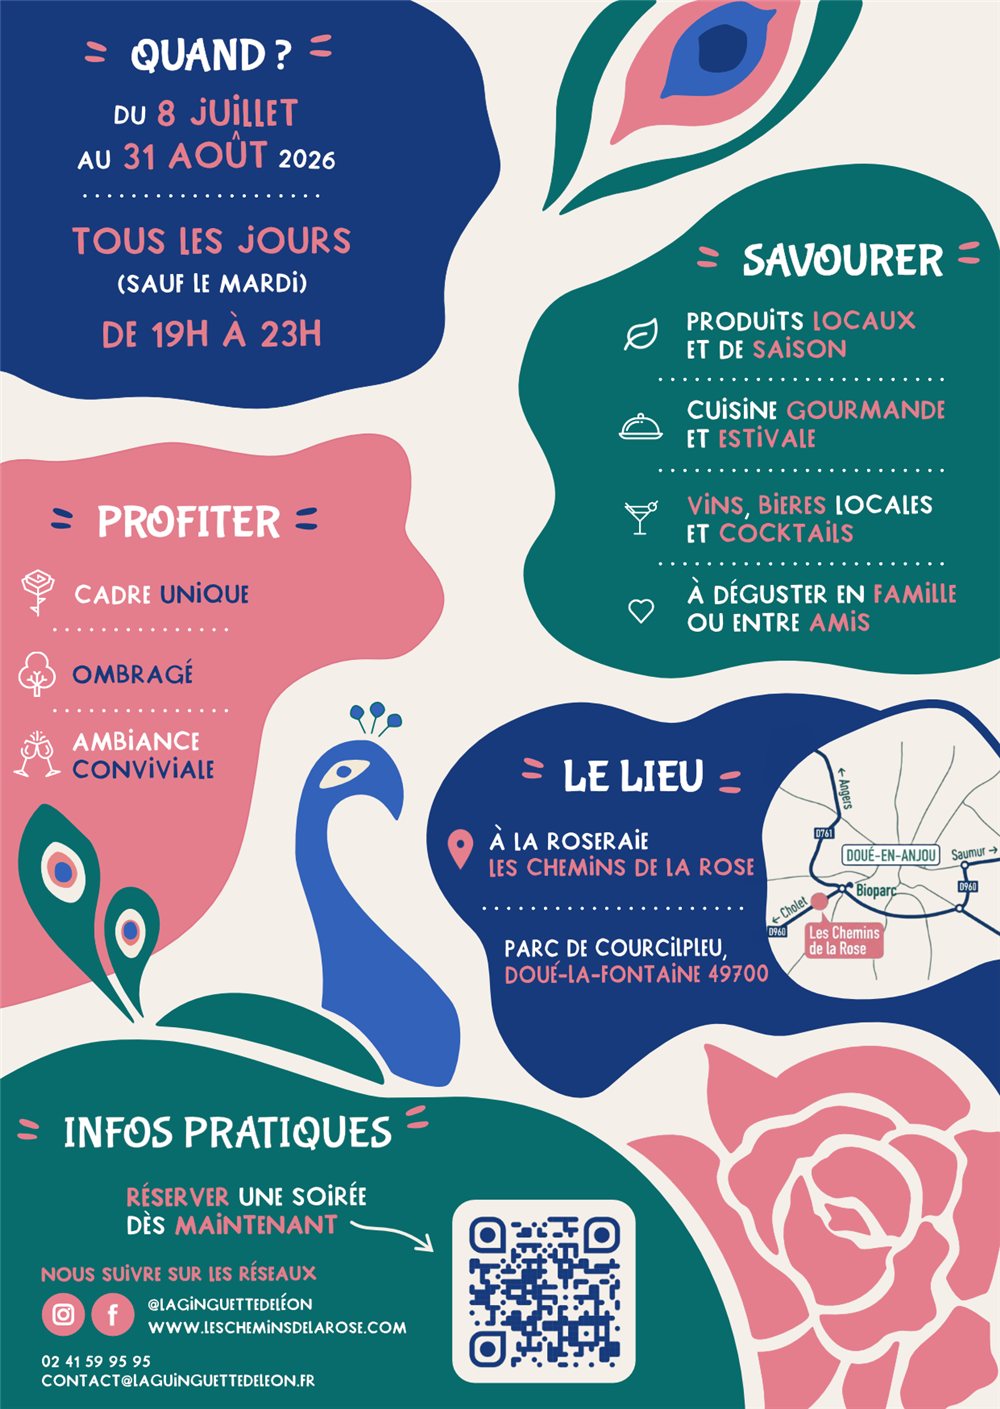 QUAND ?
DU 8 JUILLET
AU 31 AOÛT 2026
TOUS LES JOURS
(SAUF LE MARDI)
DE 19H À 23H
SAVOURER
PRODUITS LOCAUX
ET DE SAISON
CUISINE GOURMANDE
ET ESTIVALE
VINS, BIERES LOCALES
ET COCKTAILS
À DÉGUSTER EN FAMILLE
OU ENTRE AMIS
PROFITER
CADRE UNIQUE
OMBRAGÉ
AMBIANCE
CONVIVIALE
LE LIEU
À LA ROSERAIE
LES CHEMINS DE LA ROSE
PARC DE COURCILPLEU,
DOUÉ-LA-FONTAINE 49700
← Angers
D761
DOUÉ-EN-ANJOU
Saumur →
Bioparc
D960
← Cholet
D960
Les Chemins
de la Rose
INFOS PRATIQUES
RÉSERVER UNE SOIRÉE
DÈS MAINTENANT
NOUS SUIVRE SUR LES RÉSEAUX
@LAGINGUETTEDELÉON
WWW.LESCHEMINSDELAROSE.COM
02 41 59 95 95
CONTACT@LAGUINGUETTEDELEON.FR